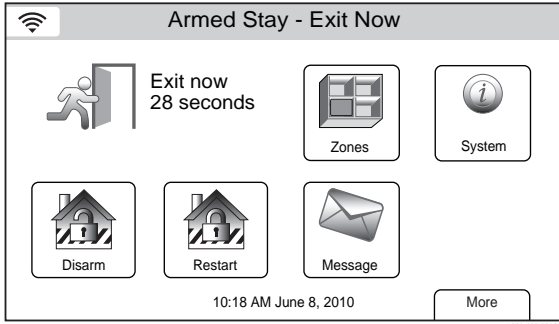 Armed Stay - Exit Now
Exit now
28 seconds
Zones
System
Disarm
Restart
Message
10:18 AM June 8, 2010
More